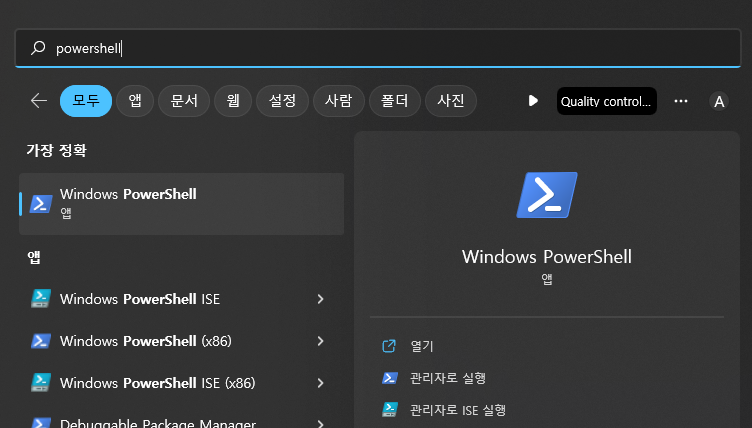 powershell
모두 앱 문서 웹 설정 사람 폴더 사진 Quality control... A
가장 정확
Windows PowerShell
앱
앱
Windows PowerShell ISE
Windows PowerShell (x86)
Windows PowerShell ISE (x86)
Debuggable Package Manager
Windows PowerShell
앱
열기
관리자로 실행
관리자로 ISE 실행